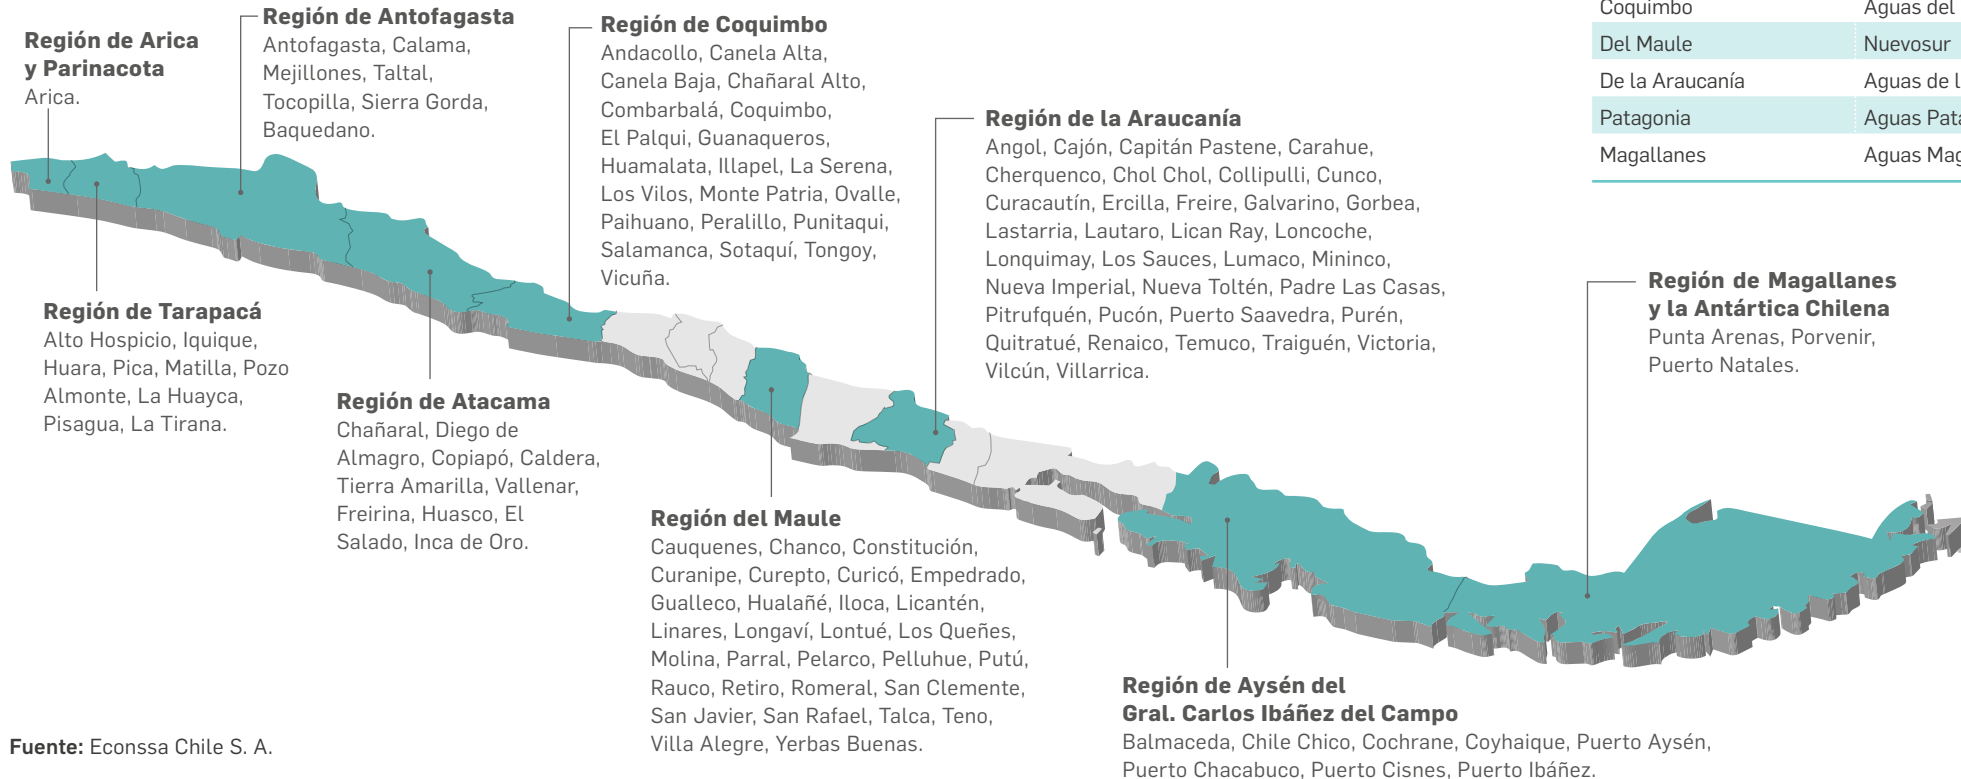 Región de Arica
y Parinacota
Arica.
Región de Antofagasta
Antofagasta, Calama,
Mejillones, Taltal,
Tocopilla, Sierra Gorda,
Baquedano.
Región de Coquimbo
Andacollo, Canela Alta,
Canela Baja, Chañaral Alto,
Combarbalá, Coquimbo,
El Palqui, Guanaqueros,
Huamalata, Illapel, La Serena,
Los Vilos, Monte Patria, Ovalle,
Paihuano, Peralillo, Punitaqui,
Salamanca, Sotaquí, Tongoy,
Vicuña.
Región de la Araucanía
Angol, Cajón, Capitán Pastene, Carahue,
Cherquenco, Chol Chol, Collipulli, Cunco,
Curacautín, Ercilla, Freire, Galvarino, Gorbea,
Lastarria, Lautaro, Lican Ray, Loncoche,
Lonquimay, Los Sauces, Lumaco, Mininco,
Nueva Imperial, Nueva Toltén, Padre Las Casas,
Pitrufquén, Pucón, Puerto Saavedra, Purén,
Quitratué, Renaico, Temuco, Traiguén, Victoria,
Vilcún, Villarrica.
Coquimbo Aguas del
Del Maule Nuevosur
De la Araucanía Aguas de
Patagonia Aguas
Magallanes Aguas
Región de Magallanes
y la Antártica Chilena
Punta Arenas, Porvenir,
Puerto Natales.
Región de Tarapacá
Alto Hospicio, Iquique,
Huara, Pica, Matilla, Pozo
Almonte, La Huayca,
Pisagua, La Tirana.
Región de Atacama
Chañaral, Diego de
Almagro, Copiapó, Caldera,
Tierra Amarilla, Vallenar,
Freirina, Huasco, El
Salado, Inca de Oro.
Región del Maule
Cauquenes, Chanco, Constitución,
Curanipe, Curepto, Curicó, Empedrado,
Gualleco, Hualañé, Iloca, Licantén,
Linares, Longaví, Lontué, Los Queñes,
Molina, Parral, Pelarco, Pelluhue, Putú,
Rauco, Retiro, Romeral, San Clemente,
San Javier, San Rafael, Talca, Teno,
Villa Alegre, Yerbas Buenas.
Región de Aysén del
Gral. Carlos Ibáñez del Campo
Balmaceda, Chile Chico, Cochrane, Coyhaique, Puerto Aysén,
Puerto Chacabuco, Puerto Cisnes, Puerto Ibáñez.
Fuente: Econssa Chile S. A.